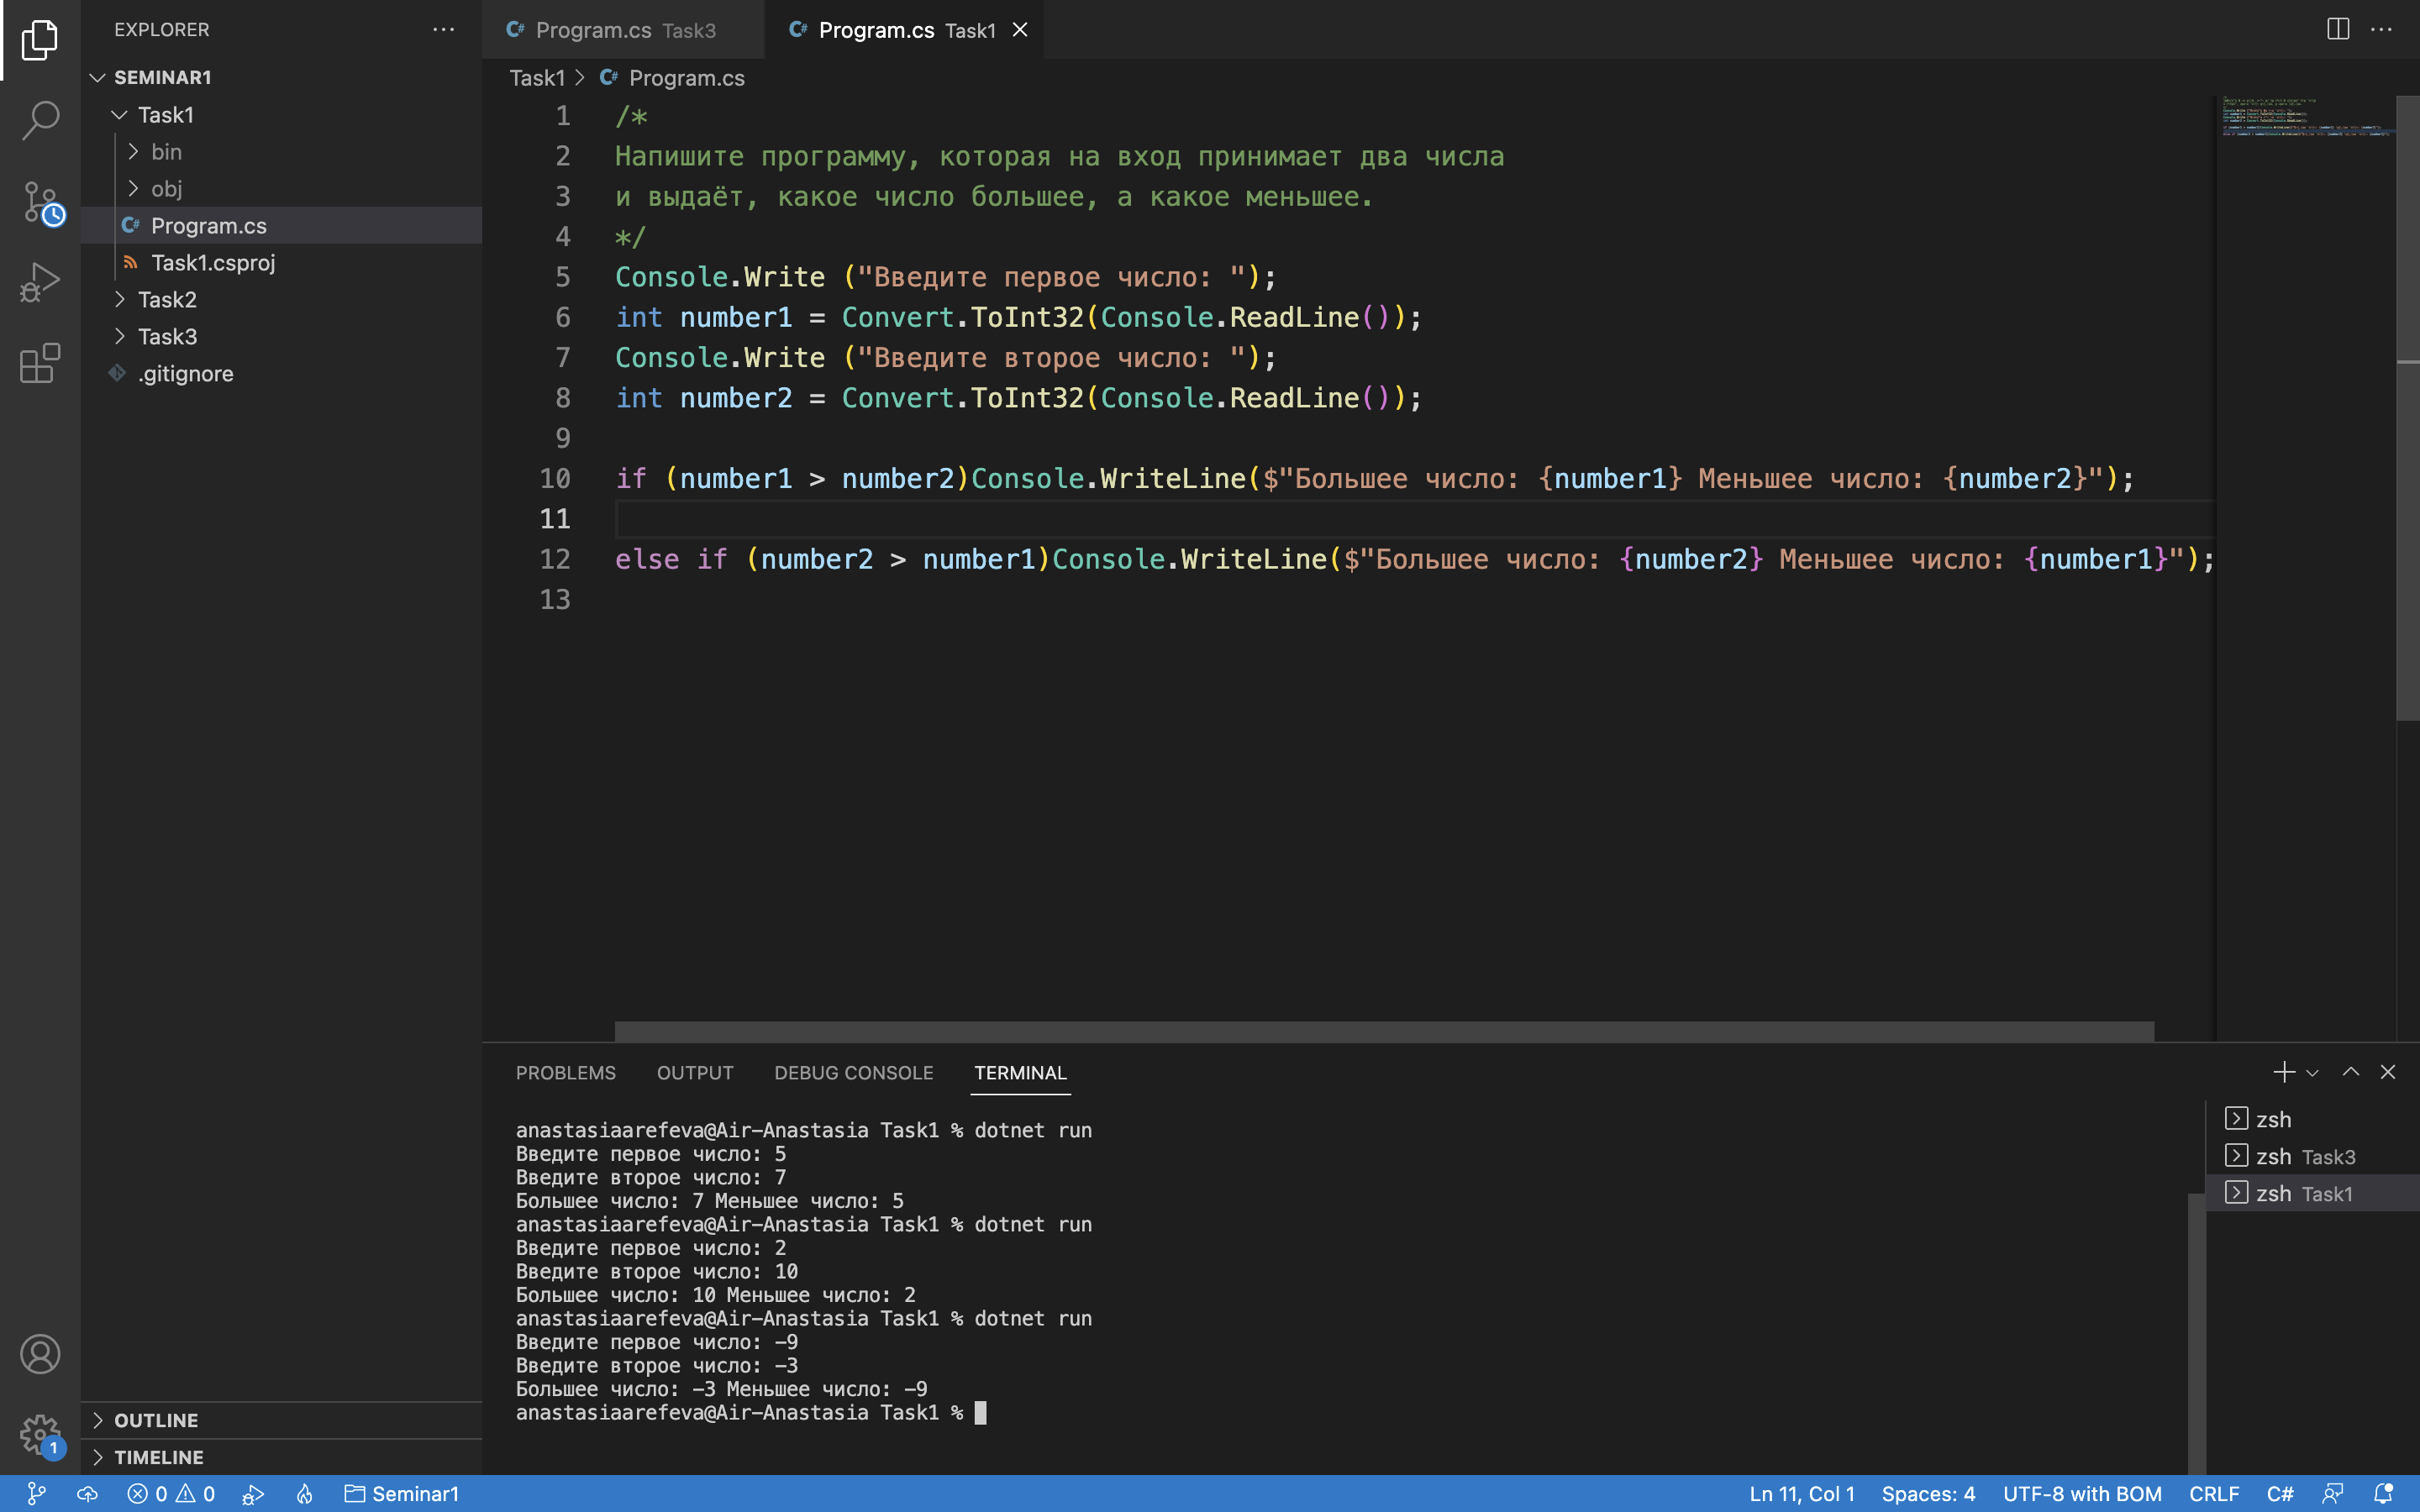 EXPLORER
SEMINAR1
Task1
bin
obj
Program.cs
Task1.csproj
Task2
Task3
.gitignore
OUTLINE
TIMELINE
Program.cs Task3
Program.cs Task1
Task1 > Program.cs
1 /*
2 Напишите программу, которая на вход принимает два числа
3 и выдаёт, какое число большее, а какое меньшее.
4 */
5 Console.Write ("Введите первое число: ");
6 int number1 = Convert.ToInt32(Console.ReadLine());
7 Console.Write ("Введите второе число: ");
8 int number2 = Convert.ToInt32(Console.ReadLine());
9
10 if (number1 > number2)Console.WriteLine($"Большее число: {number1} Меньшее число: {number2}");
11
12 else if (number2 > number1)Console.WriteLine($"Большее число: {number2} Меньшее число: {number1}");
13
PROBLEMS OUTPUT DEBUG CONSOLE TERMINAL
anastasiaarefeva@Air-Anastasia Task1 % dotnet run
Введите первое число: 5
Введите второе число: 7
Большее число: 7 Меньшее число: 5
anastasiaarefeva@Air-Anastasia Task1 % dotnet run
Введите первое число: 2
Введите второе число: 10
Большее число: 10 Меньшее число: 2
anastasiaarefeva@Air-Anastasia Task1 % dotnet run
Введите первое число: -9
Введите второе число: -3
Большее число: -3 Меньшее число: -9
anastasiaarefeva@Air-Anastasia Task1 %
zsh
zsh Task3
zsh Task1
1
0 0 Seminar1 Ln 11, Col 1 Spaces: 4 UTF-8 with BOM CRLF C#